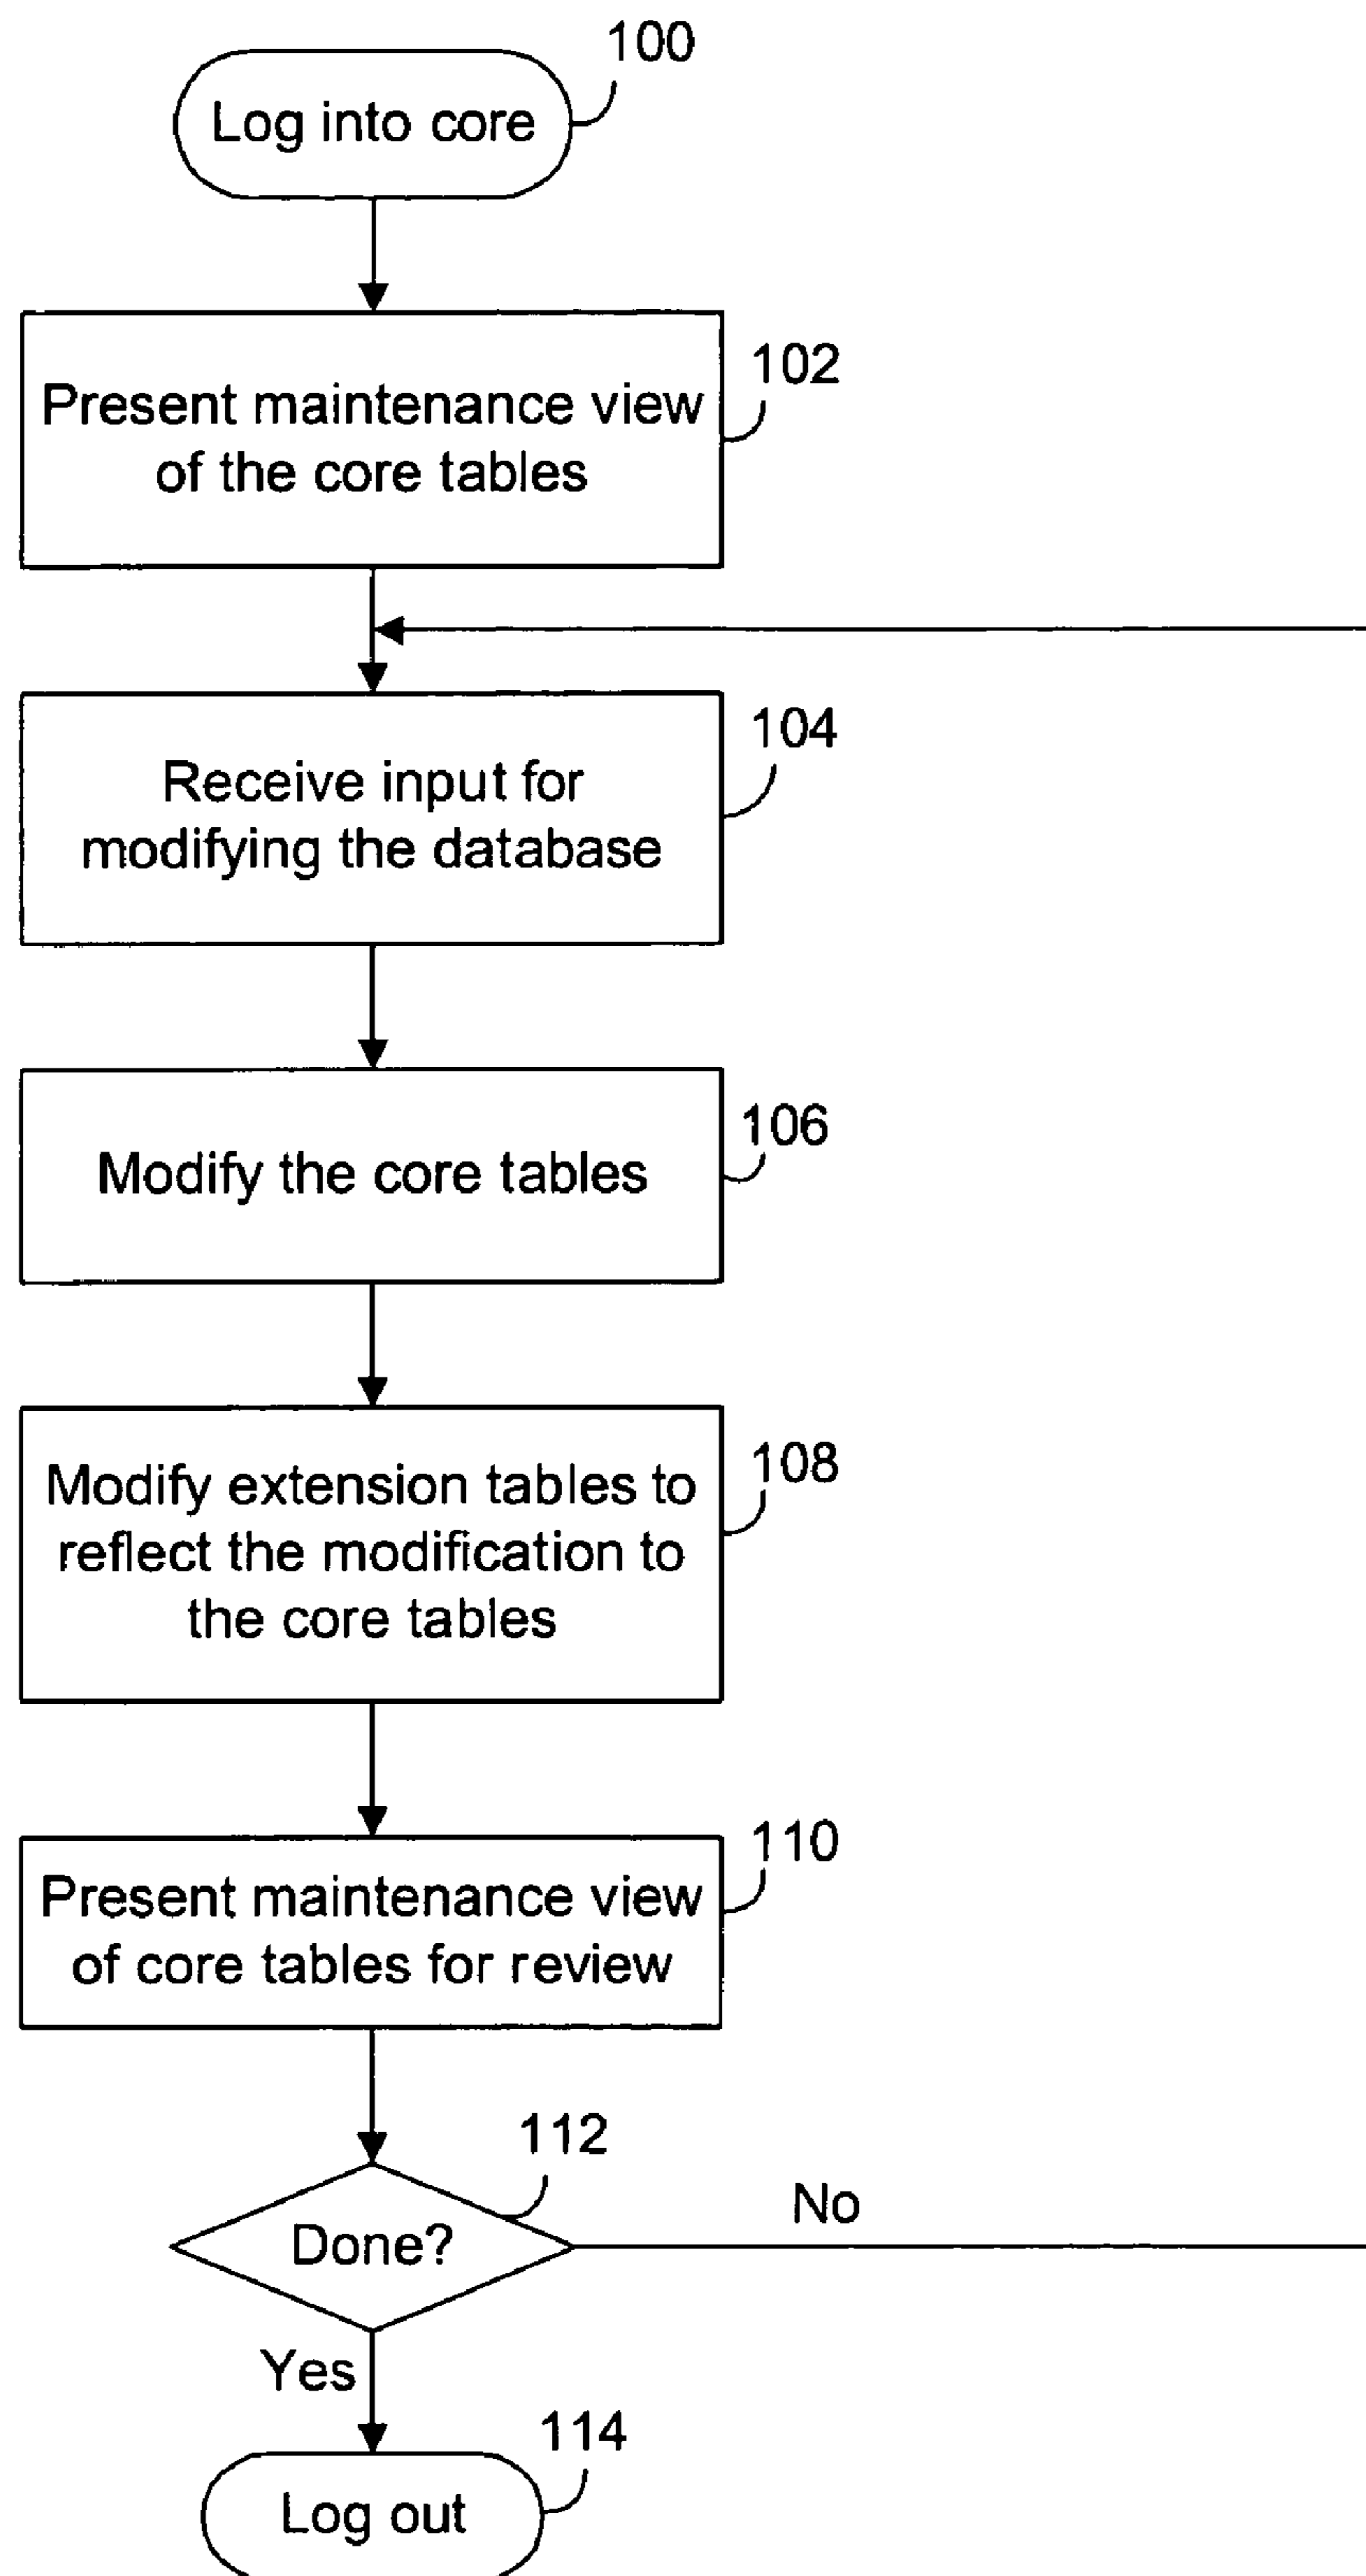 100
Log into core
102
Present maintenance view
of the core tables
104
Receive input for
modifying the database
106
Modify the core tables
108
Modify extension tables to
reflect the modification to
the core tables
110
Present maintenance view
of core tables for review
112
Done?
No
Yes
114
Log out